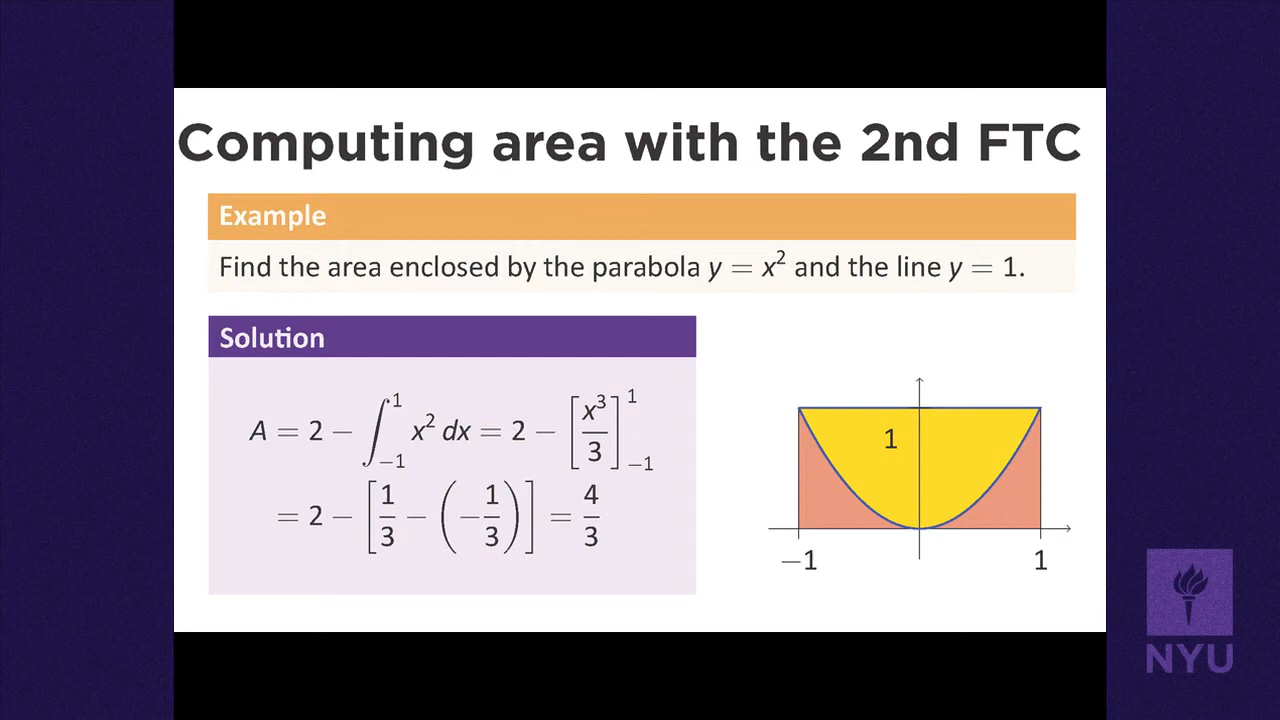 Computing area with the 2nd FTC
Example
Find the area enclosed by the parabola y = x² and the line y = 1.
Solution
A = 2 − ∫₋₁¹ x² dx = 2 − [x³/3]₋₁¹
= 2 − [1/3 − (−1/3)] = 4/3
1
−1 1
NYU